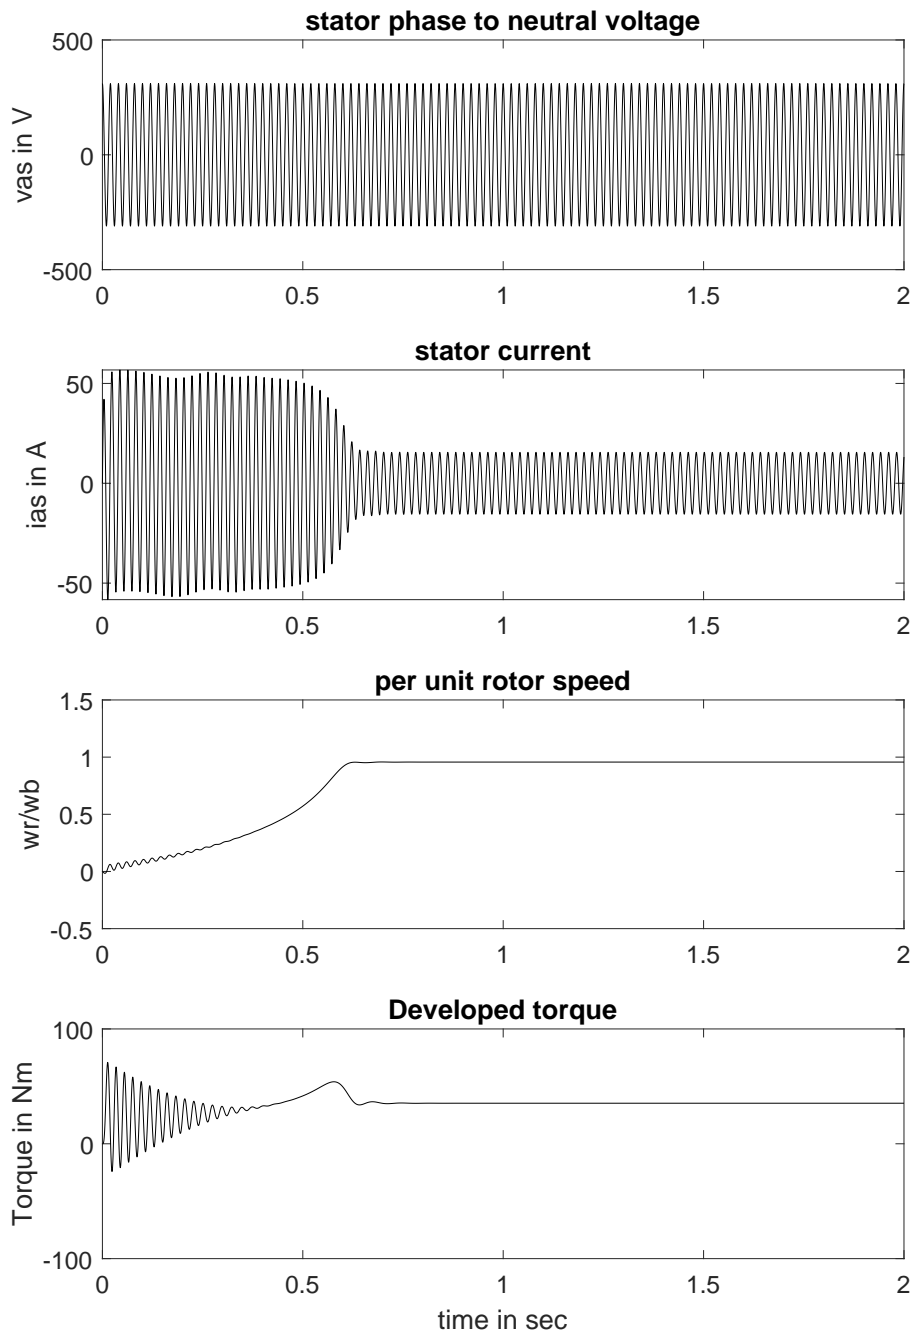 stator phase to neutral voltage
500
0
-500
vas in V
0 0.5 1 1.5 2
stator current
50
0
-50
ias in A
0 0.5 1 1.5 2
per unit rotor speed
1.5
1
0.5
0
-0.5
wr/wb
0 0.5 1 1.5 2
Developed torque
100
0
-100
Torque in Nm
0 0.5 1 1.5 2
time in sec